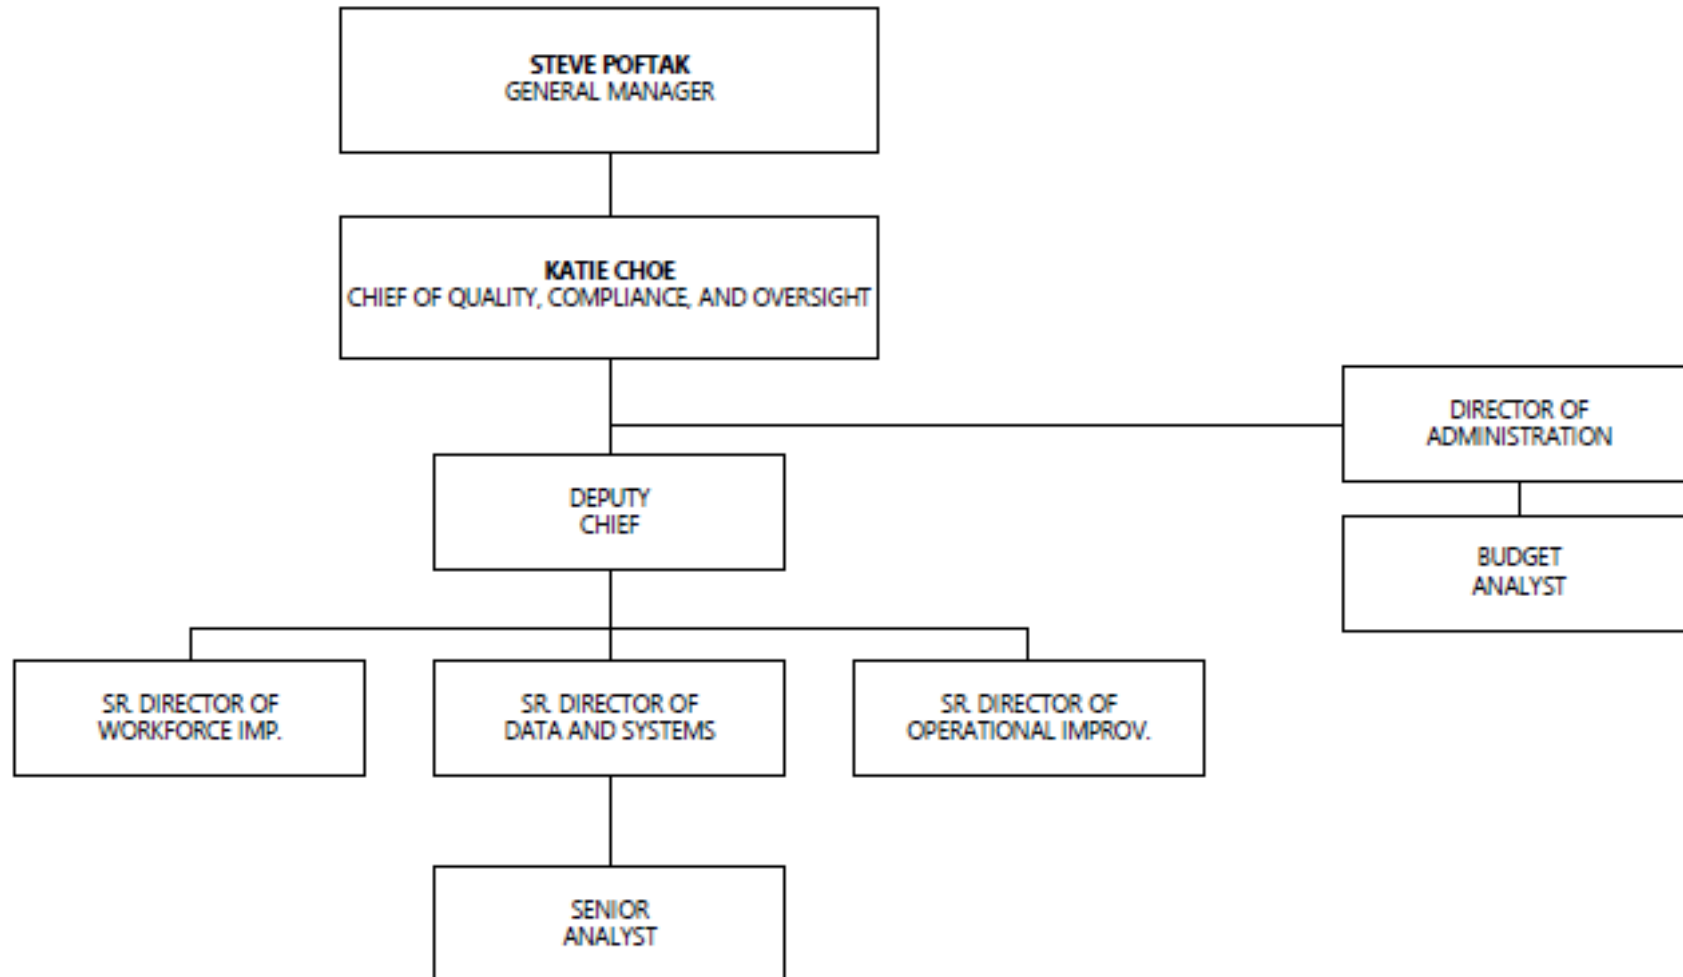 STEVE POFTAK
GENERAL MANAGER
KATIE CHOE
CHIEF OF QUALITY, COMPLIANCE, AND OVERSIGHT
DIRECTOR OF
ADMINISTRATION
DEPUTY
CHIEF
BUDGET
ANALYST
SR. DIRECTOR OF
WORKFORCE IMP.
SR. DIRECTOR OF
DATA AND SYSTEMS
SR. DIRECTOR OF
OPERATIONAL IMPROV.
SENIOR
ANALYST